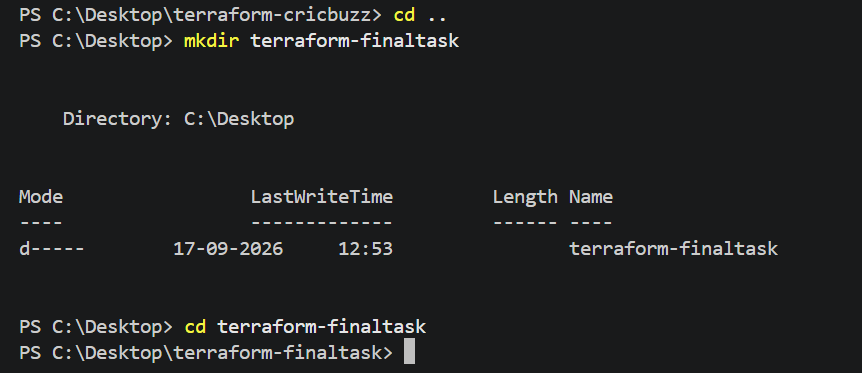 PS C:\Desktop\terraform-cricbuzz> cd ..
PS C:\Desktop> mkdir terraform-finaltask
Directory: C:\Desktop
Mode LastWriteTime Length Name
---- ------------- ------ ----
d----- 17-09-2026 12:53 terraform-finaltask
PS C:\Desktop> cd terraform-finaltask
PS C:\Desktop\terraform-finaltask>